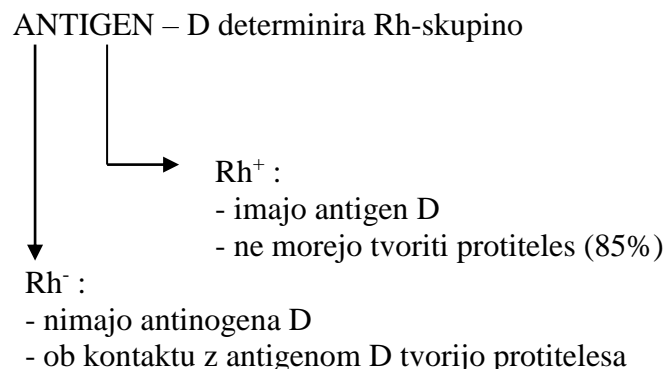 ANTIGEN – D determinira Rh-skupino
Rh⁺ :
- imajo antigen D
- ne morejo tvoriti protiteles (85%)
Rh⁻ :
- nimajo antinogena D
- ob kontaktu z antigenom D tvorijo protitelesa